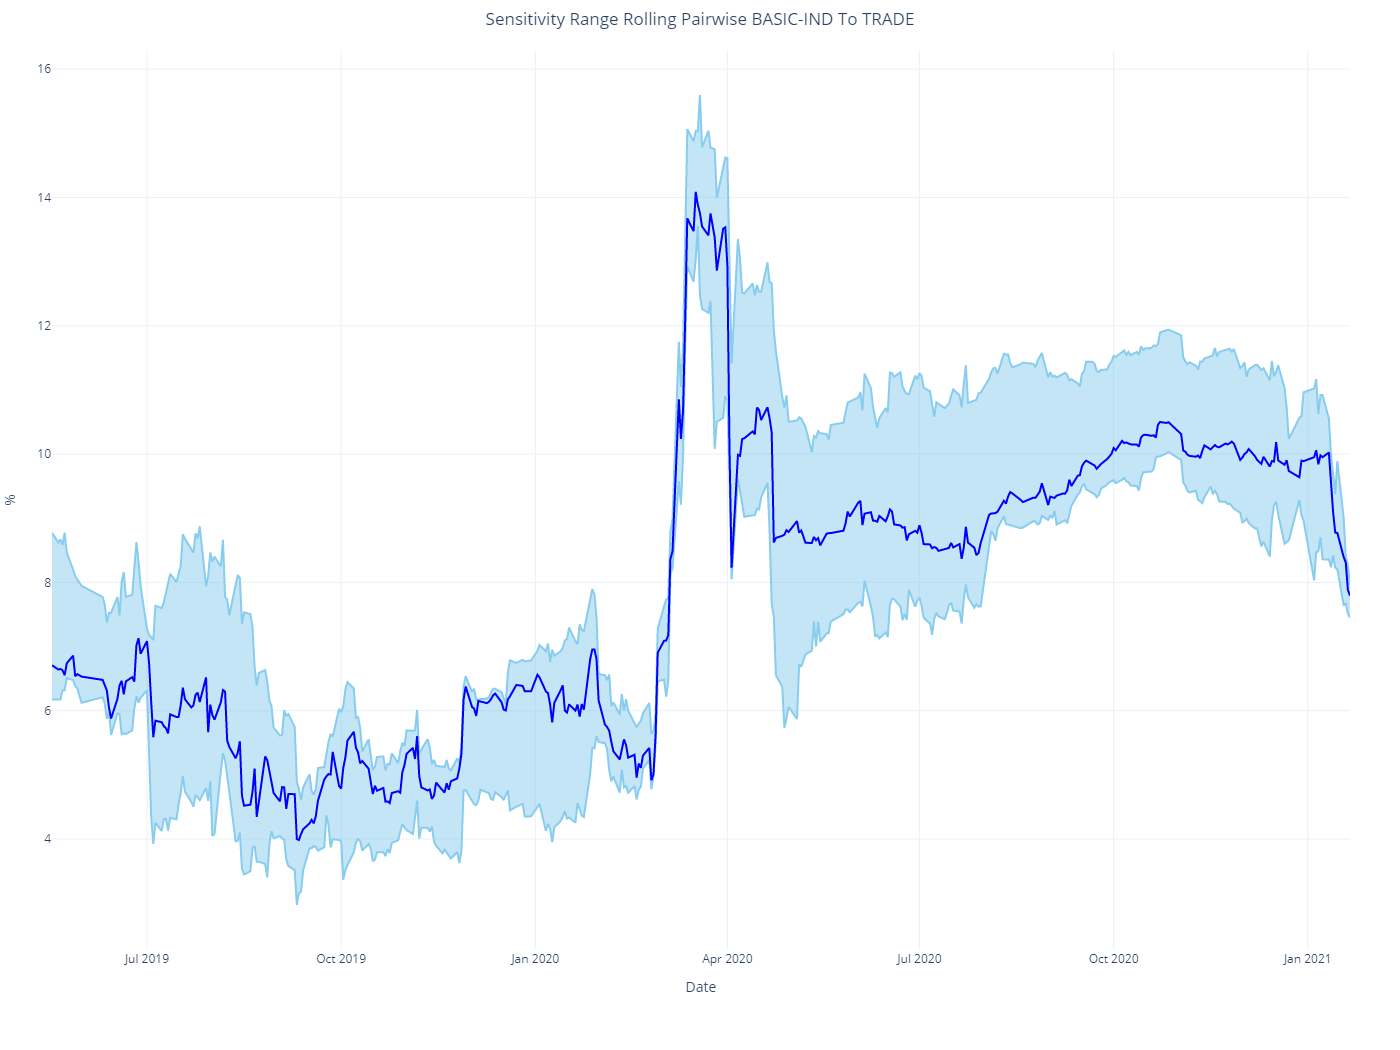 Sensitivity Range Rolling Pairwise BASIC-IND To TRADE
16
14
12
10
8
6
4
%
Jul 2019 Oct 2019 Jan 2020 Apr 2020 Jul 2020 Oct 2020 Jan 2021
Date